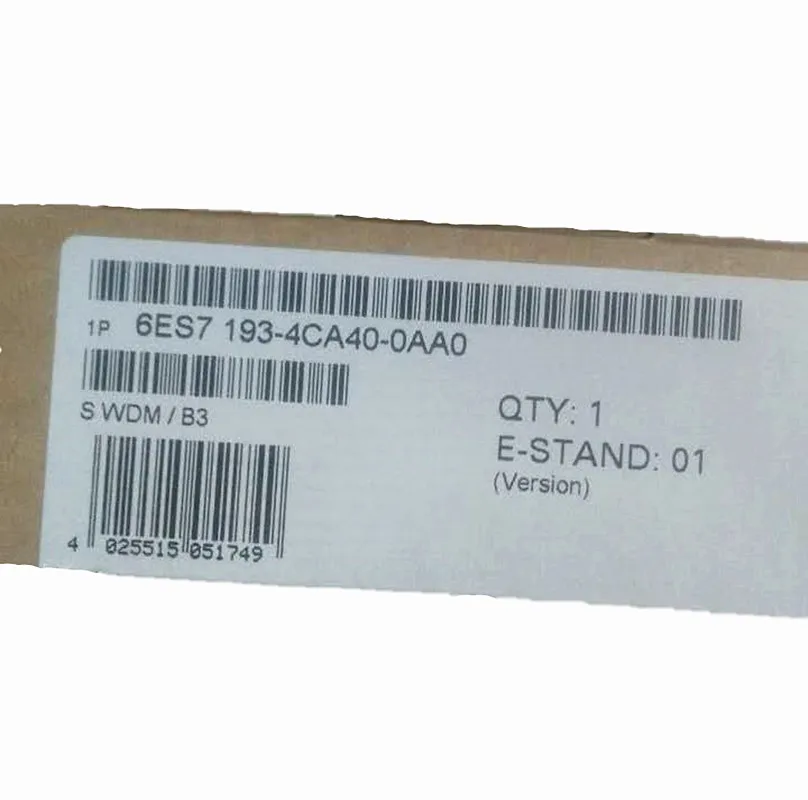 1P 6ES7 193-4CA40-0AA0
S WDM / B3
QTY: 1
E-STAND: 01
(Version)
4 025515 051749